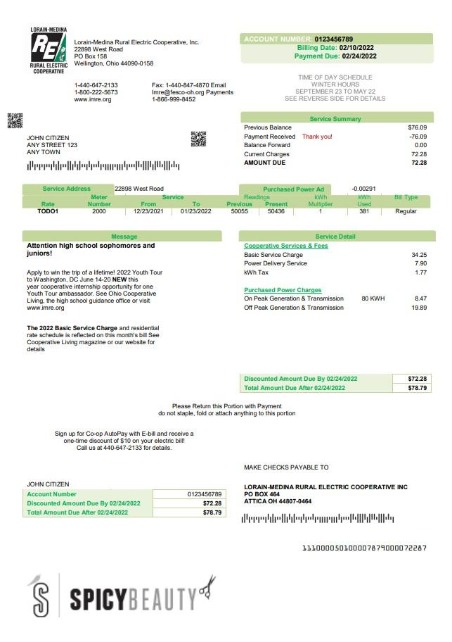 LORAIN-MEDINA
RE
RURAL ELECTRIC
COOPERATIVE
Lorain-Medina Rural Electric Cooperative, Inc.
22898 West Road
PO Box 158
Wellington, Ohio 44090-0158
1-440-647-2133
1-800-222-5673
www.lmre.org
Fax: 1-440-647-4870 Email
lmre@fesco-oh.org Payments
1-866-999-8452
ACCOUNT NUMBER: 0123456789
Billing Date: 02/10/2022
Payment Due: 02/24/2022
TIME OF DAY SCHEDULE
WINTER HOURS
SEPTEMBER 23 TO MAY 22
SEE REVERSE SIDE FOR DETAILS
JOHN CITIZEN
ANY STREET 123
ANY TOWN
Service Summary
Previous Balance $76.09
Payment Received Thank you! -76.09
Balance Forward 0.00
Current Charges 72.28
AMOUNT DUE 72.28
Service Address 22898 West Road Purchased Power Ad -0.00291
Rate Meter Number Service From To Readings Previous Present kWh Multiplier kWh Used Bill Type
TODO1 2000 12/23/2021 01/23/2022 50055 50436 1 381 Regular
Message
Attention high school sophomores and
juniors!
Apply to win the trip of a lifetime! 2022 Youth Tour
to Washington, DC June 14-20 NEW this
year cooperative internship opportunity for one
Youth Tour ambassador. See Ohio Cooperative
Living, the high school guidance office or visit
www.lmre.org
The 2022 Basic Service Charge and residential
rate schedule is reflected on this month's bill See
Cooperative Living magazine or our website for
details
Service Detail
Cooperative Services & Fees
Basic Service Charge 34.25
Power Delivery Service 7.90
kWh Tax 1.77
Purchased Power Charges
On Peak Generation & Transmission 80 KWH 8.47
Off Peak Generation & Transmission 19.89
Discounted Amount Due By 02/24/2022 $72.28
Total Amount Due After 02/24/2022 $78.79
Please Return this Portion with Payment
do not staple, fold or attach anything to this portion
Sign up for Co-op AutoPay with E-bill and receive a
one-time discount of $10 on your electric bill!
Call us at 440-647-2133 for details.
MAKE CHECKS PAYABLE TO
JOHN CITIZEN
Account Number 0123456789
Discounted Amount Due By 02/24/2022 $72.28
Total Amount Due After 02/24/2022 $78.79
LORAIN-MEDINA RURAL ELECTRIC COOPERATIVE INC
PO BOX 464
ATTICA OH 44807-0464
111000050100007879000072287
S SPICYBEAUTY